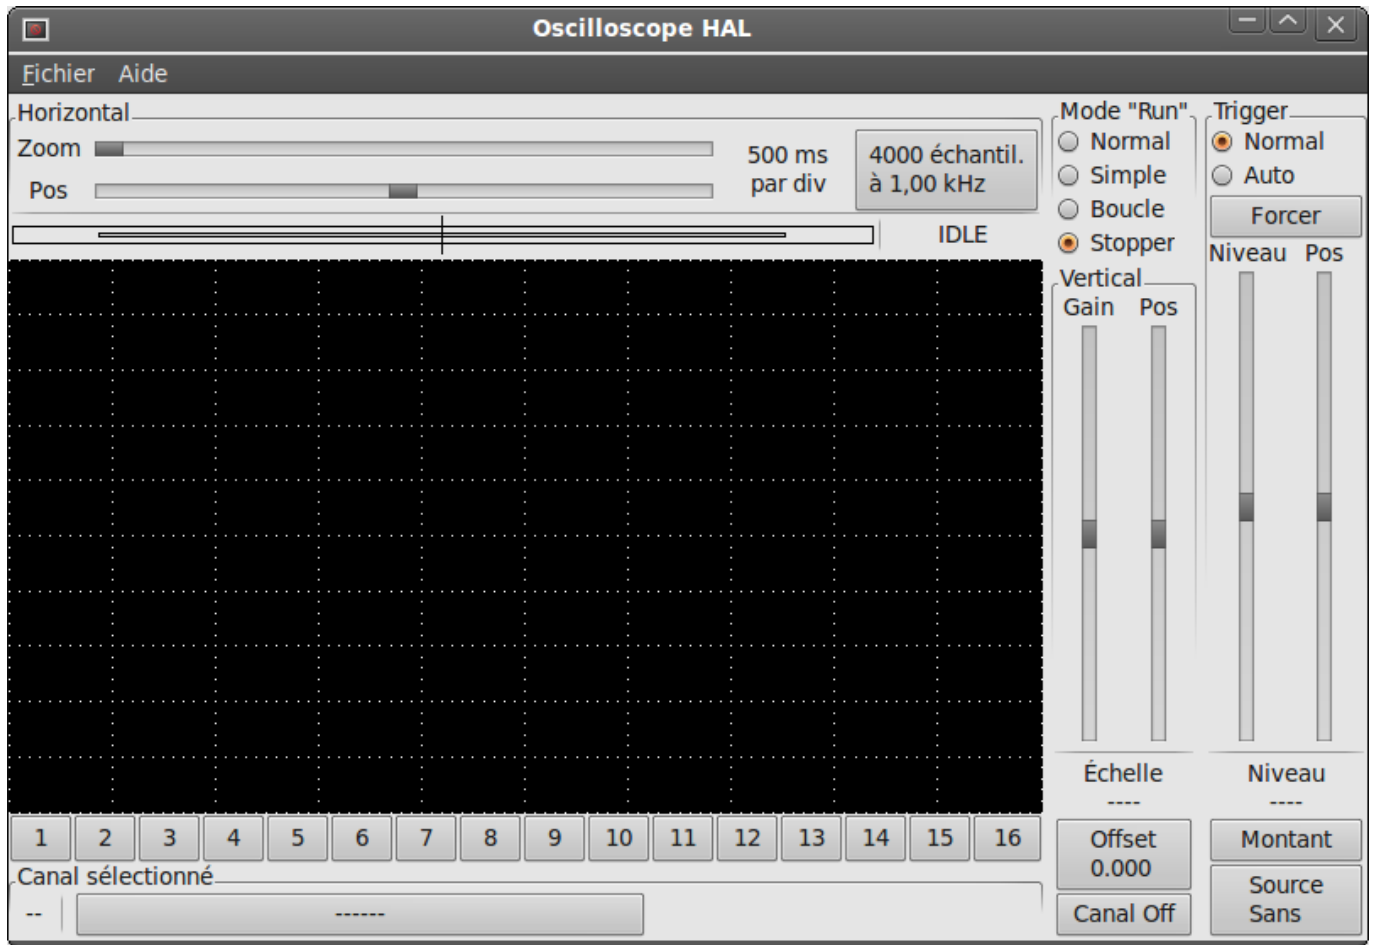 Oscilloscope HAL
Fichier Aide
Horizontal
Zoom
Pos
500 ms
par div
4000 échantil.
à 1,00 kHz
IDLE
Mode "Run"
Normal
Simple
Boucle
Stopper
Vertical
Gain Pos
Échelle
----
Offset
0.000
Canal Off
Trigger
Normal
Auto
Forcer
Niveau Pos
Niveau
----
Montant
Source
Sans
1 2 3 4 5 6 7 8 9 10 11 12 13 14 15 16
Canal sélectionné
-- ------